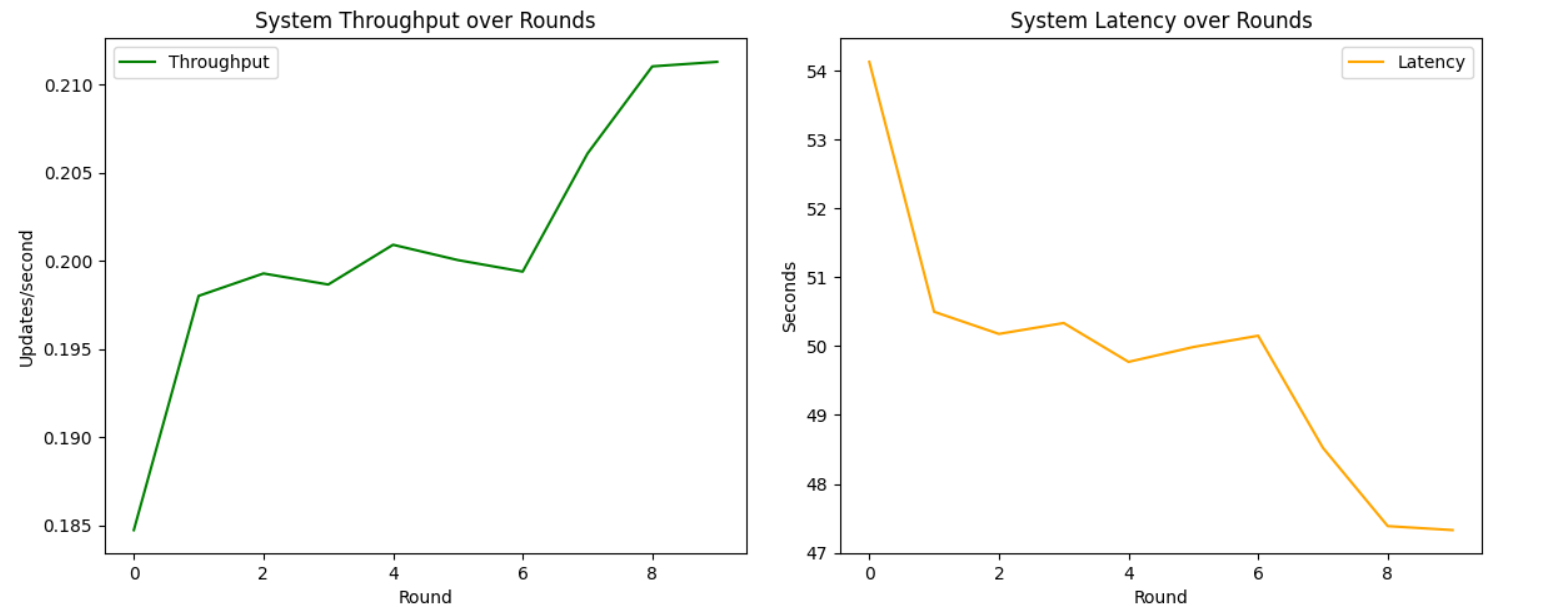 System Throughput over Rounds
Throughput
0.210
0.205
0.200
0.195
0.190
0.185
Updates/second
0 2 4 6 8
Round
System Latency over Rounds
Latency
54
53
52
51
50
49
48
47
Seconds
0 2 4 6 8
Round